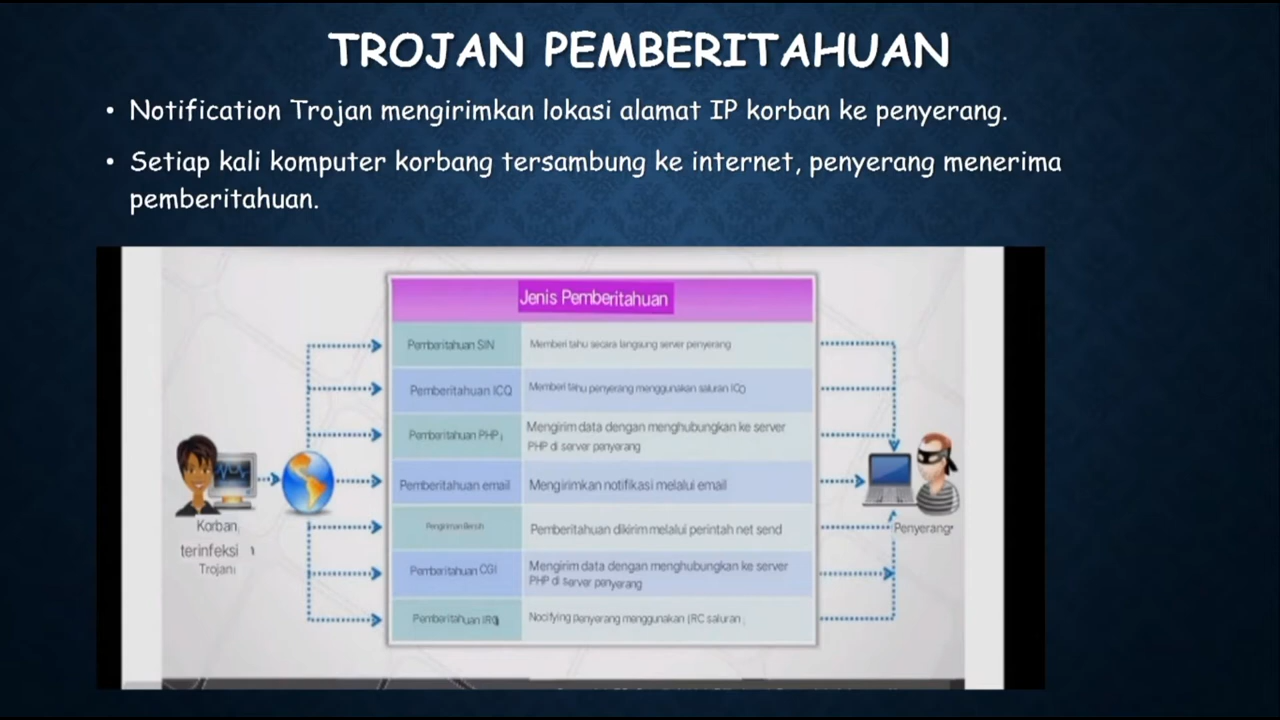 TROJAN PEMBERITAHUAN
• Notification Trojan mengirimkan lokasi alamat IP korban ke penyerang.
• Setiap kali komputer korbang tersambung ke internet, penyerang menerima
pemberitahuan.
Jenis Pemberitahuan
Pemberitahuan SIN
Memberi tahu secara langsung server penyerang
Pemberitahuan ICQ
Memberi tahu penyerang menggunakan saluran ICQ
Pemberitahuan PHP
Mengirim data dengan menghubungkan ke server
PHP di server penyerang
Pemberitahuan email
Mengirimkan notifikasi melalui email
Pengiriman Bersih
Pemberitahuan dikirim melalui perintah net send
Pemberitahuan CGI
Mengirim data dengan menghubungkan ke server
PHP di server penyerang
Pemberitahuan IRC
Nocifying penyerang menggunakan IRC saluran
Korban
terinfeksi
Trojan
Penyerang